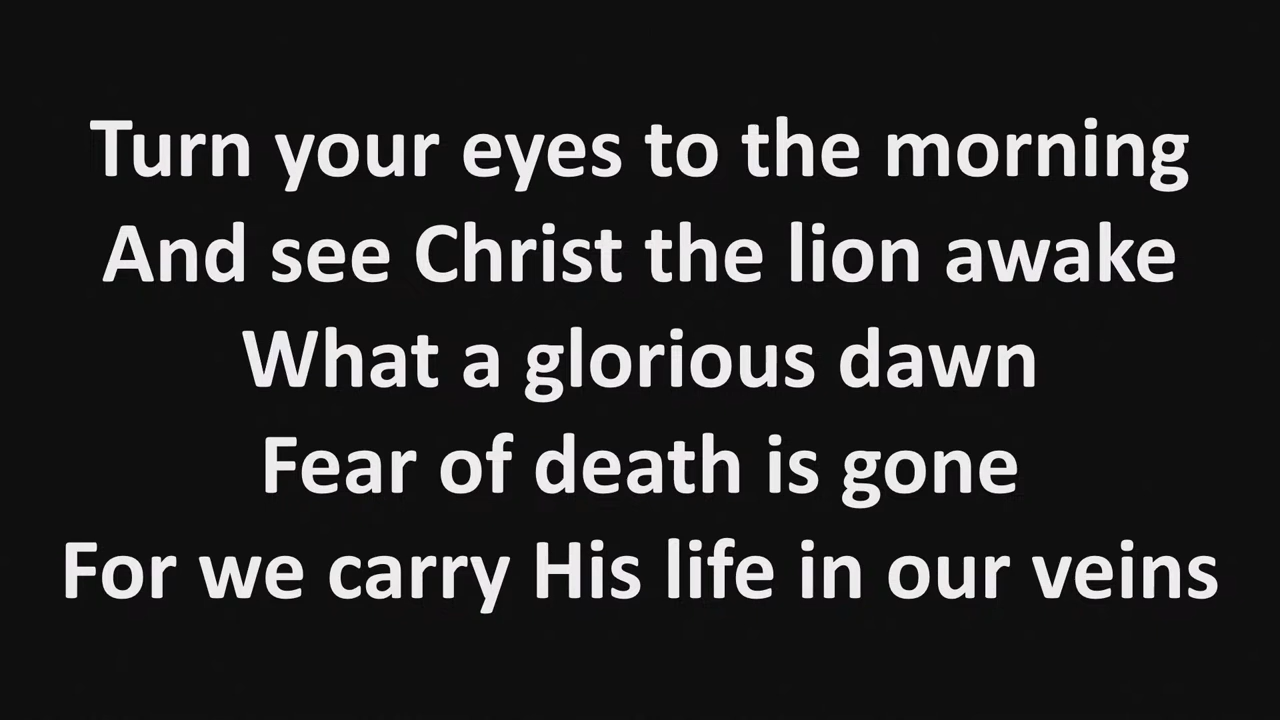 Turn your eyes to the morning
And see Christ the lion awake
What a glorious dawn
Fear of death is gone
For we carry His life in our veins